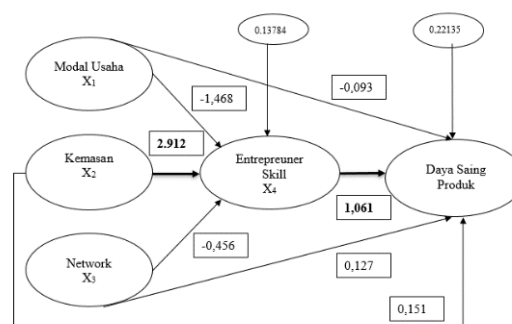 0.13784
0,22135
Modal Usaha
X1
-1,468
-0,093
Kemasan
X2
2.912
Entrepreuner
Skill
X4
Daya Saing
Produk
1,061
-0,456
Network
X3
0,127
0,151